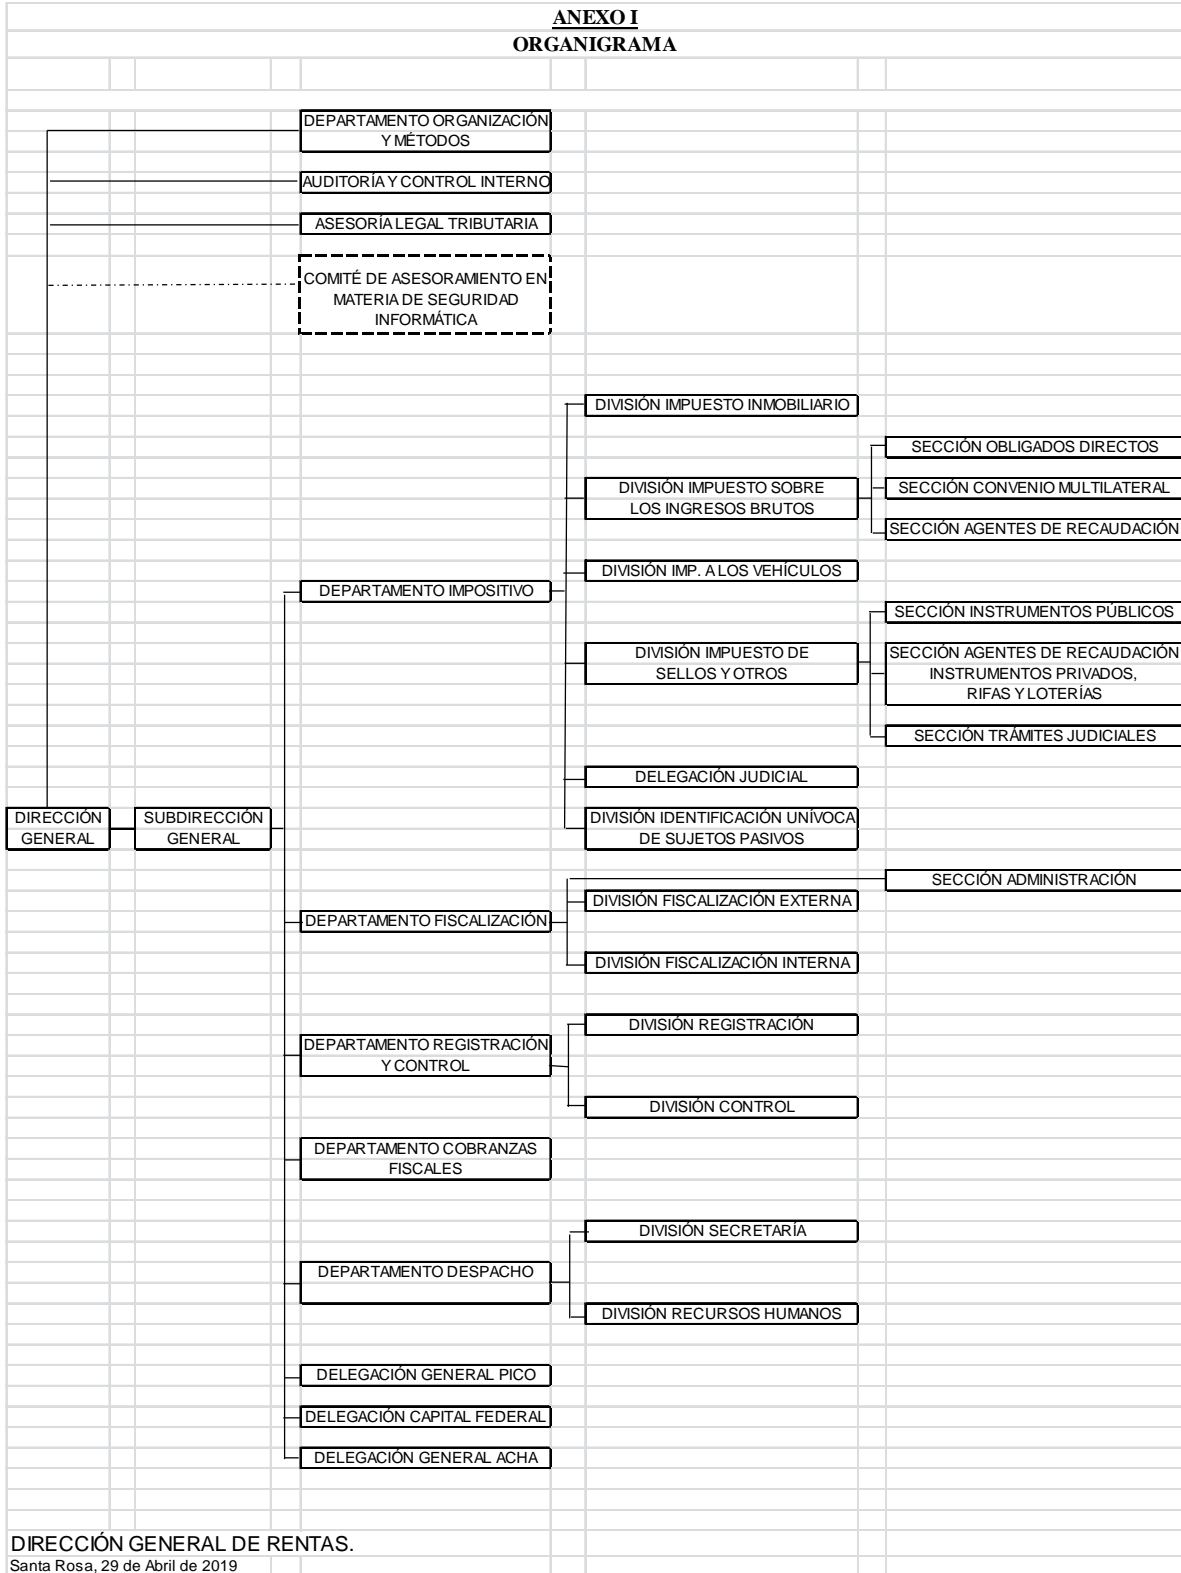 ANEXO I
ORGANIGRAMA
DEPARTAMENTO ORGANIZACIÓN
Y MÉTODOS
AUDITORÍA Y CONTROL INTERNO
ASESORÍA LEGAL TRIBUTARIA
COMITÉ DE ASESORAMIENTO EN
MATERIA DE SEGURIDAD
INFORMÁTICA
DIVISIÓN IMPUESTO INMOBILIARIO
SECCIÓN OBLIGADOS DIRECTOS
DIVISIÓN IMPUESTO SOBRE
LOS INGRESOS BRUTOS
SECCIÓN CONVENIO MULTILATERAL
SECCIÓN AGENTES DE RECAUDACIÓN
DIVISIÓN IMP. A LOS VEHÍCULOS
DEPARTAMENTO IMPOSITIVO
SECCIÓN INSTRUMENTOS PÚBLICOS
DIVISIÓN IMPUESTO DE
SELLOS Y OTROS
SECCIÓN AGENTES DE RECAUDACIÓN
INSTRUMENTOS PRIVADOS,
RIFAS Y LOTERÍAS
SECCIÓN TRÁMITES JUDICIALES
DELEGACIÓN JUDICIAL
DIRECCIÓN
GENERAL
SUBDIRECCIÓN
GENERAL
DIVISIÓN IDENTIFICACIÓN UNÍVOCA
DE SUJETOS PASIVOS
SECCIÓN ADMINISTRACIÓN
DIVISIÓN FISCALIZACIÓN EXTERNA
DEPARTAMENTO FISCALIZACIÓN
DIVISIÓN FISCALIZACIÓN INTERNA
DIVISIÓN REGISTRACIÓN
DEPARTAMENTO REGISTRACIÓN
Y CONTROL
DIVISIÓN CONTROL
DEPARTAMENTO COBRANZAS
FISCALES
DIVISIÓN SECRETARÍA
DEPARTAMENTO DESPACHO
DIVISIÓN RECURSOS HUMANOS
DELEGACIÓN GENERAL PICO
DELEGACIÓN CAPITAL FEDERAL
DELEGACIÓN GENERAL ACHA
DIRECCIÓN GENERAL DE RENTAS.
Santa Rosa, 29 de Abril de 2019